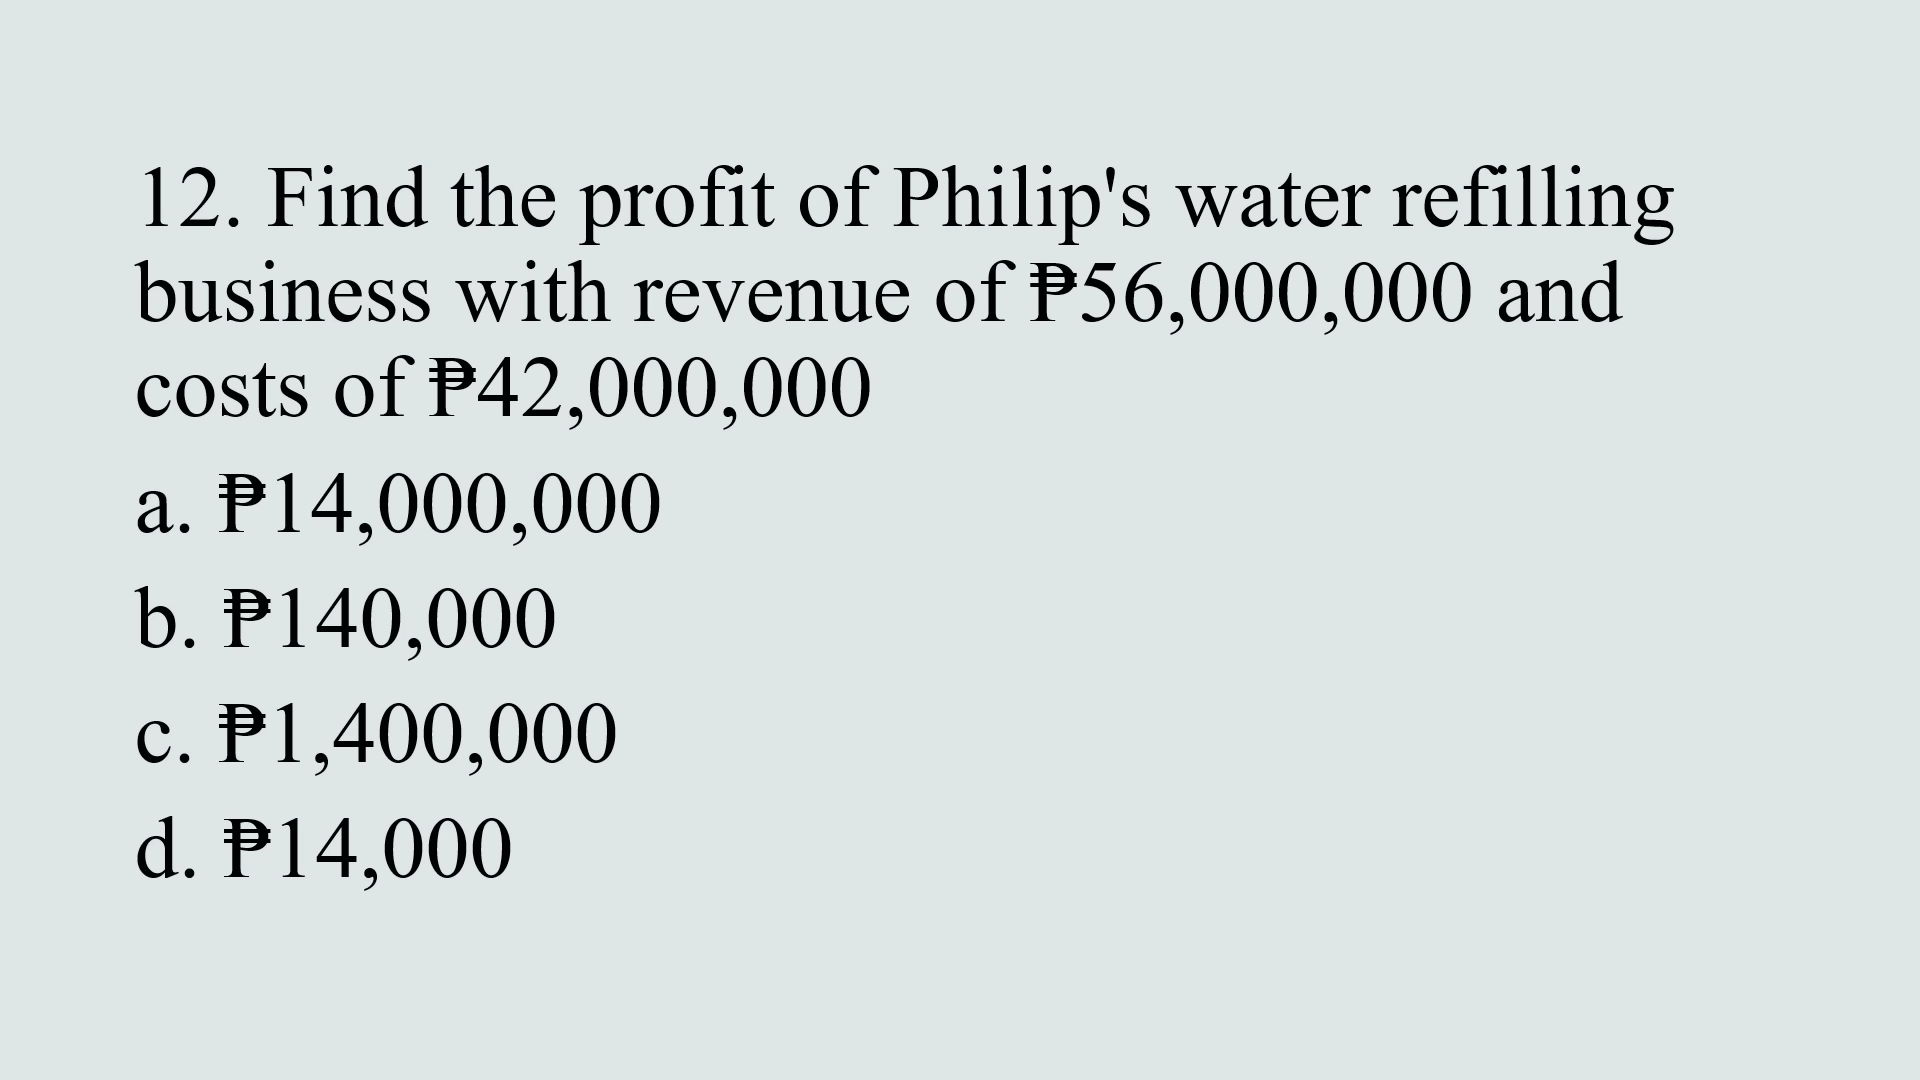 12. Find the profit of Philip's water refilling
business with revenue of ₱56,000,000 and
costs of ₱42,000,000
a. ₱14,000,000
b. ₱140,000
c. ₱1,400,000
d. ₱14,000